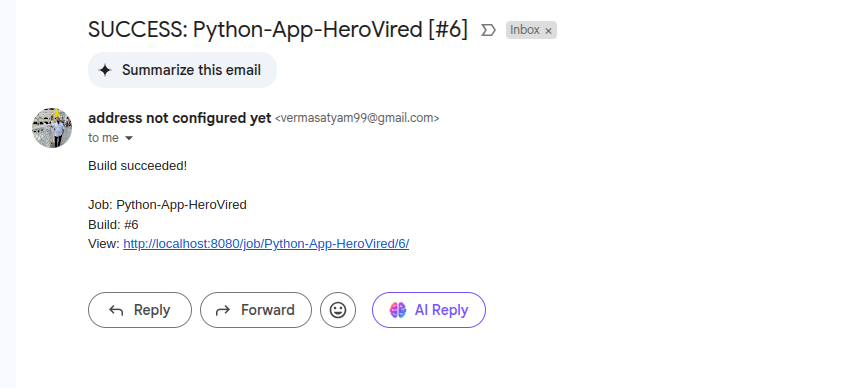 SUCCESS: Python-App-HeroVired [#6] Inbox ×
Summarize this email
address not configured yet <vermasatyam99@gmail.com>
to me
Build succeeded!
Job: Python-App-HeroVired
Build: #6
View: http://localhost:8080/job/Python-App-HeroVired/6/
Reply Forward AI Reply